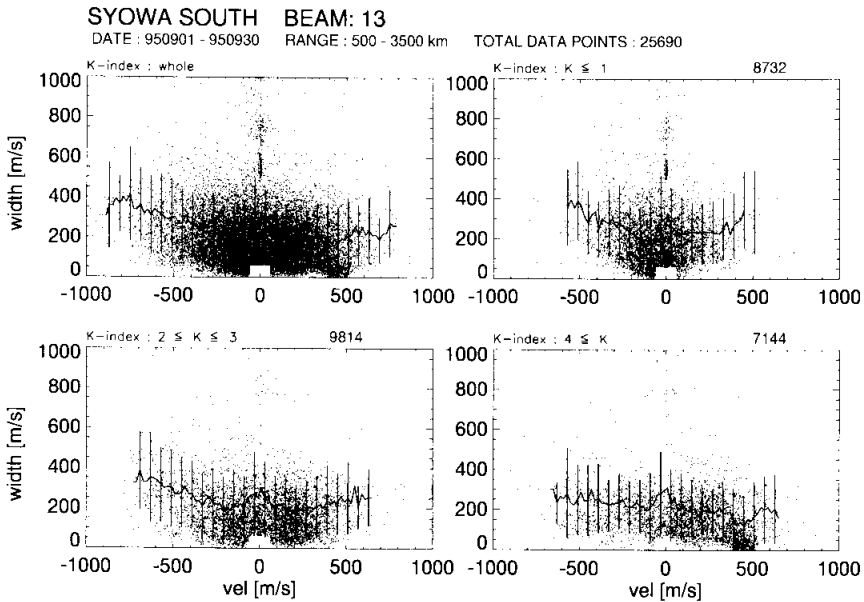 SYOWA SOUTH BEAM: 13
DATE : 950901 - 950930 RANGE : 500 - 3500 km TOTAL DATA POINTS : 25690
K-index : whole
1000
800
600
400
200
0
width [m/s]
-1000 -500 0 500 1000
K-index : K ≦ 1 8732
1000
800
600
400
200
0
-1000 -500 0 500 1000
K-index : 2 ≦ K ≦ 3 9814
1000
800
600
400
200
0
width [m/s]
-1000 -500 0 500 1000
vel [m/s]
K-index : 4 ≦ K 7144
1000
800
600
400
200
0
-1000 -500 0 500 1000
vel [m/s]